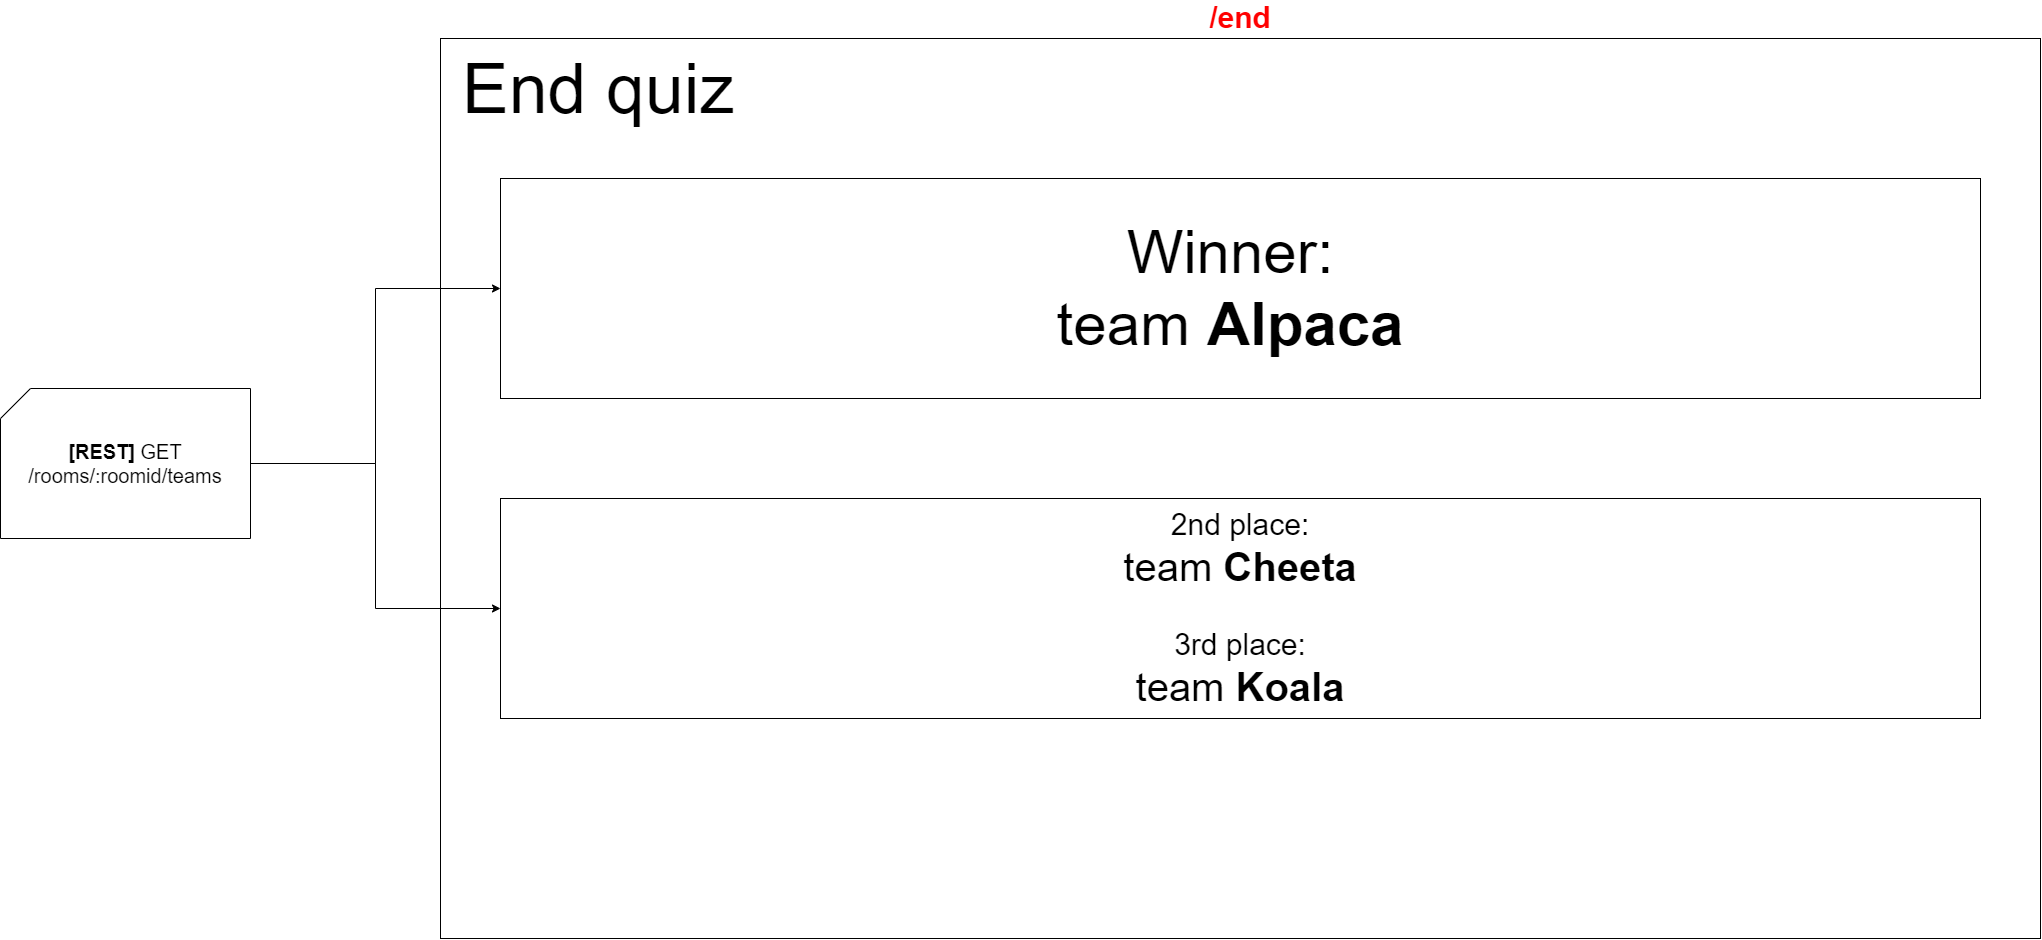 /end
End quiz
Winner:
team Alpaca
[REST] GET
/rooms/:roomid/teams
2nd place:
team Cheeta
3rd place:
team Koala